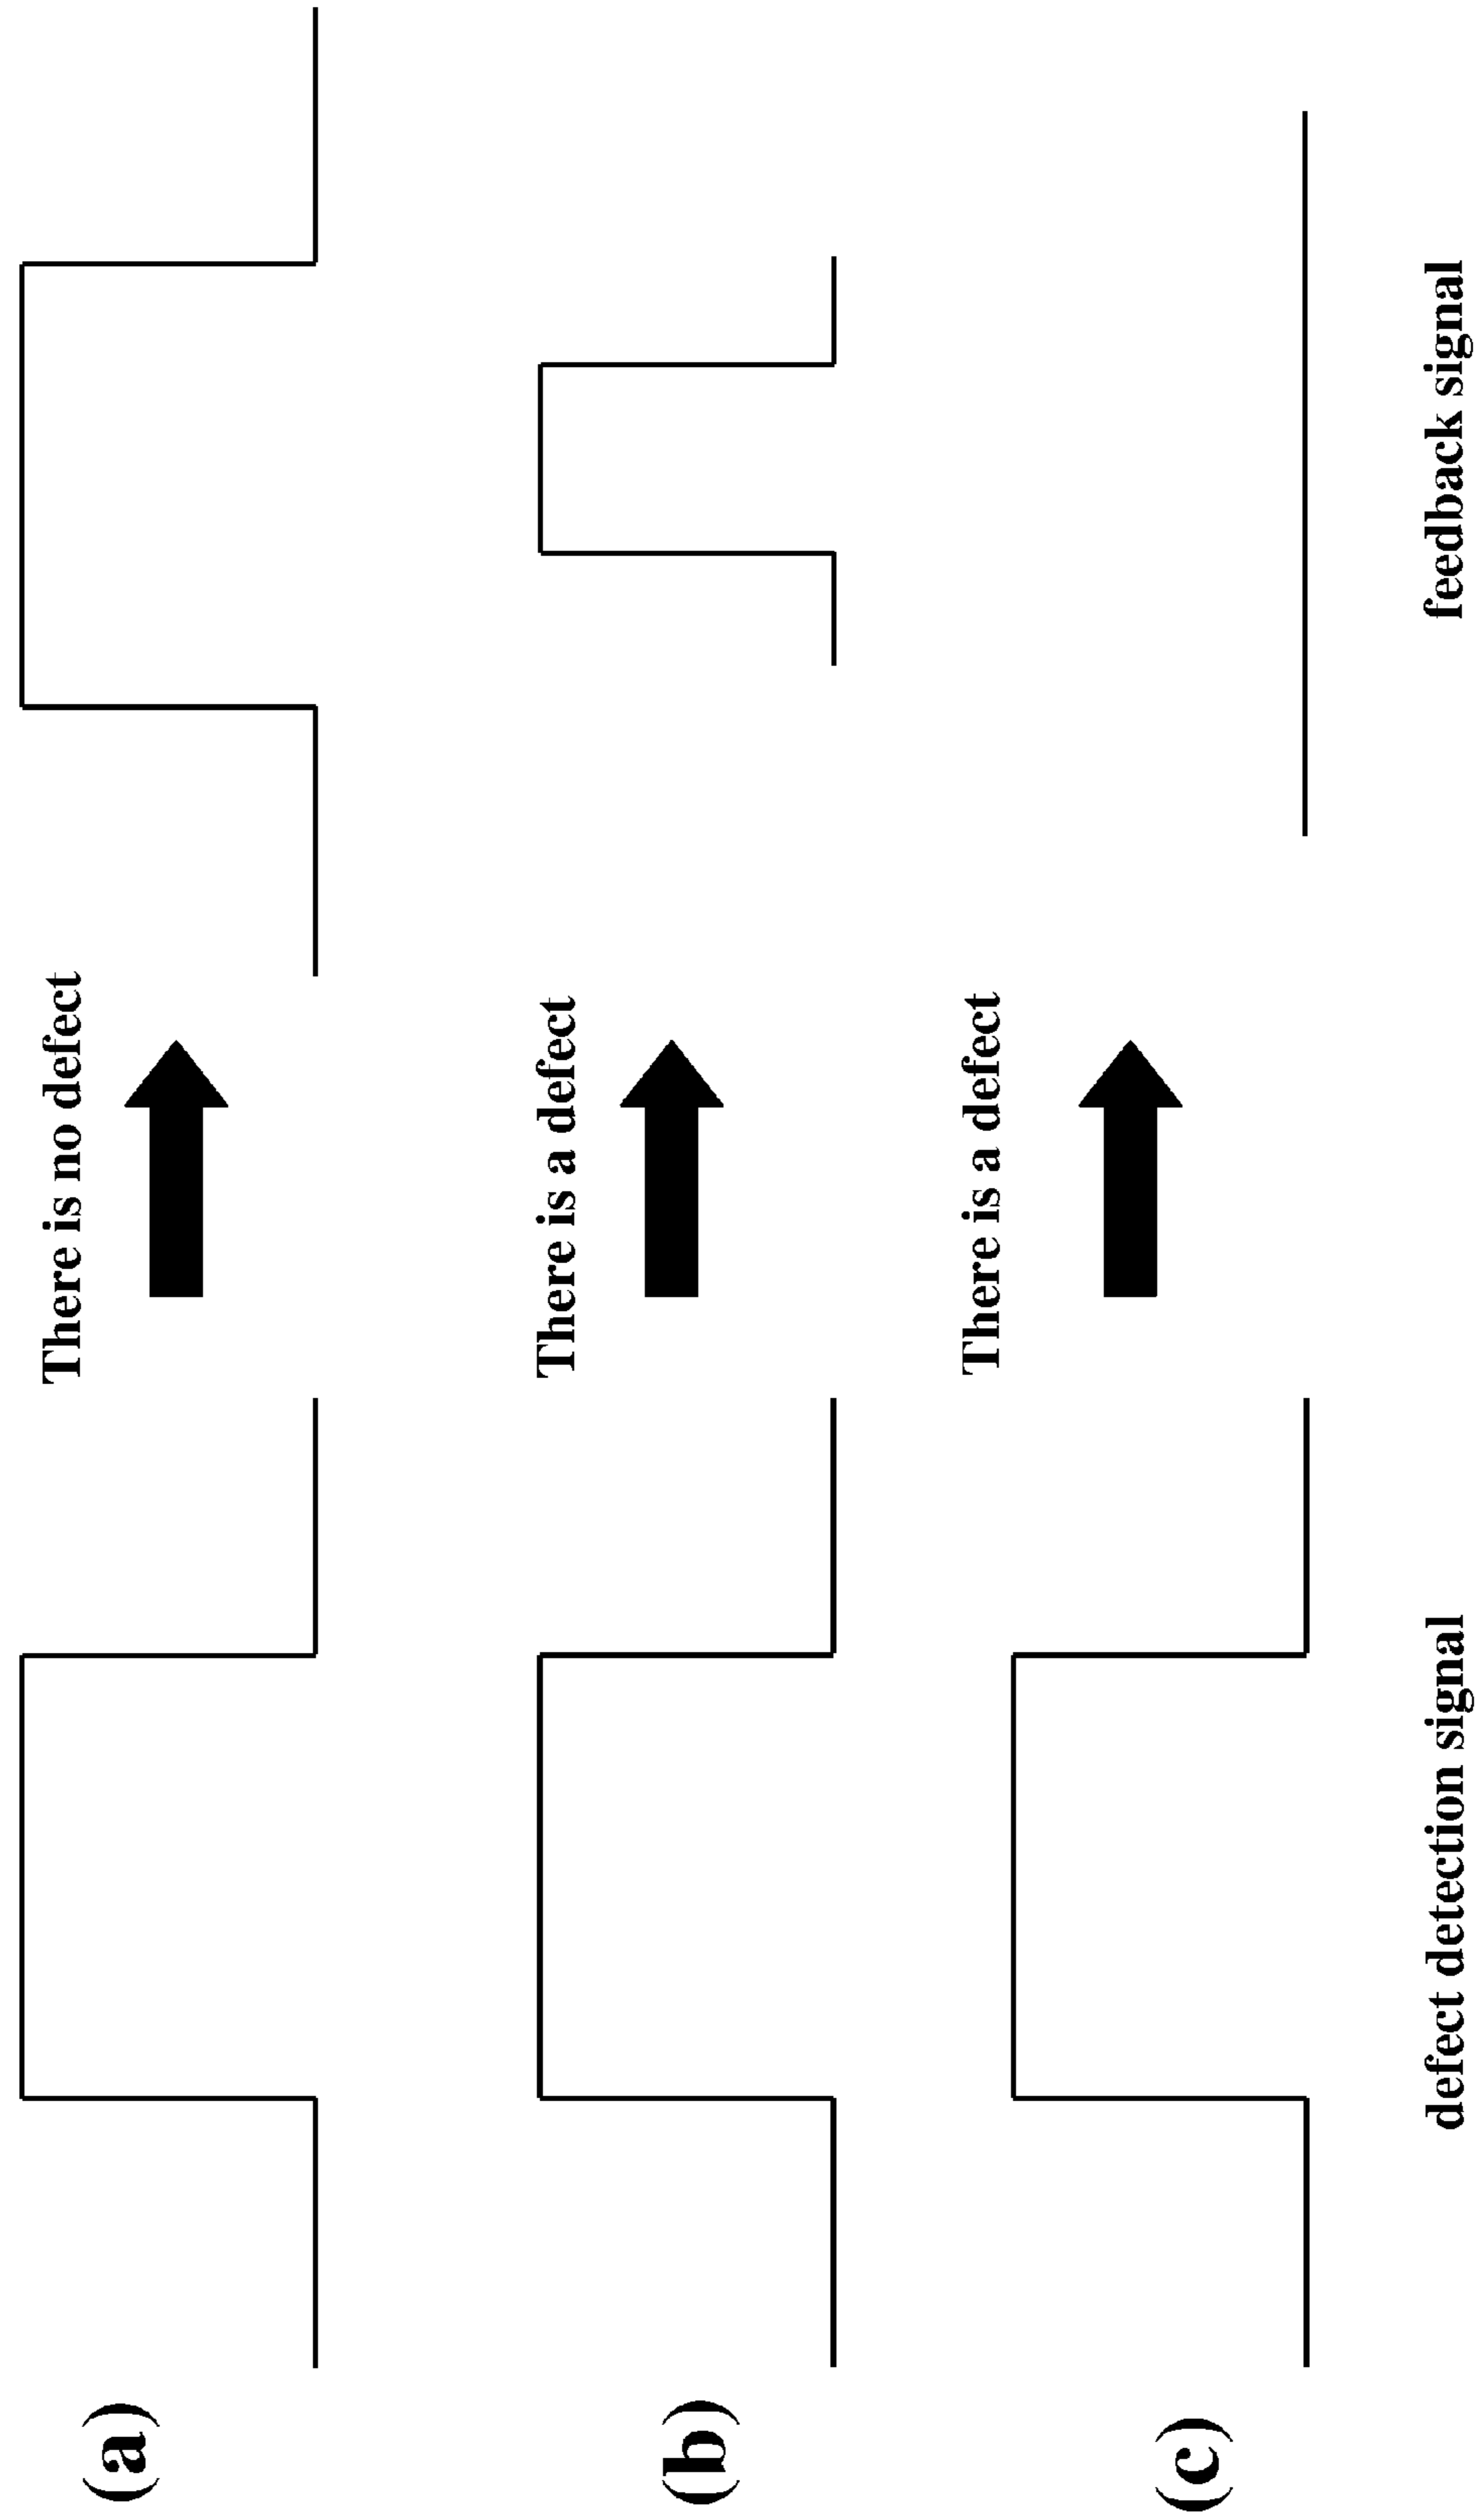 (a)
There is no defect
(b)
There is a defect
(c)
There is a defect
defect detection signal
feedback signal